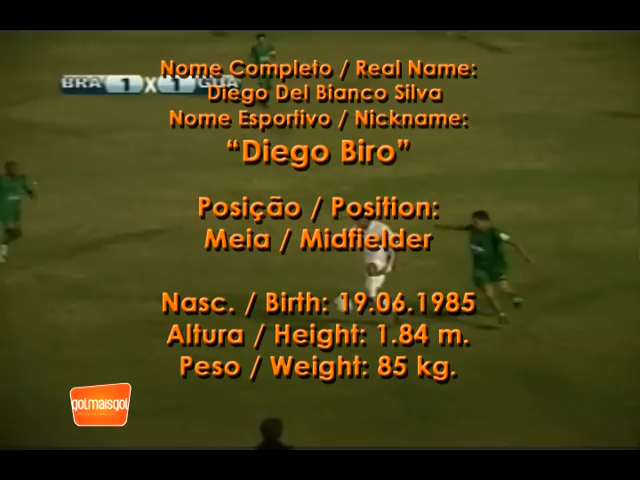 Nome Completo / Real Name:
BRA 1 X 1 GUA
Diego Del Bianco Silva
Nome Esportivo / Nickname:
“Diego Biro”
Posição / Position:
Meia / Midfielder
Nasc. / Birth: 19.06.1985
Altura / Height: 1.84 m.
Peso / Weight: 85 kg.
golmaisgol